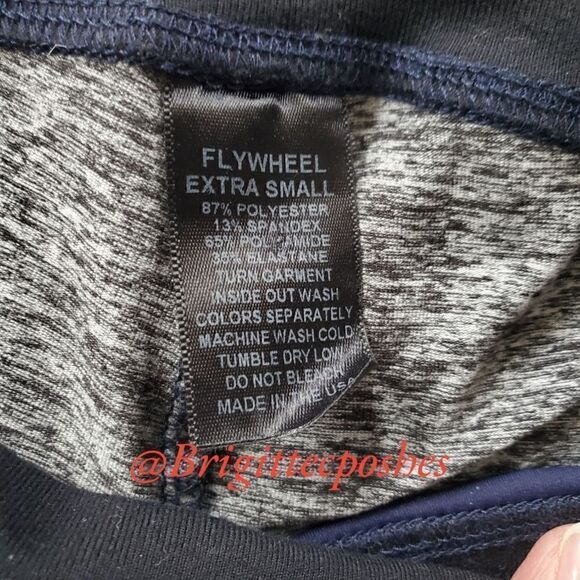 FLYWHEEL
EXTRA SMALL
87% POLYESTER
13% SPANDEX
65% POLYAMIDE
35% ELASTANE
TURN GARMENT
INSIDE OUT WASH
COLORS SEPARATELY
MACHINE WASH COLD
TUMBLE DRY LOW
DO NOT BLEACH
MADE IN THE USA
@Brigittecposhes